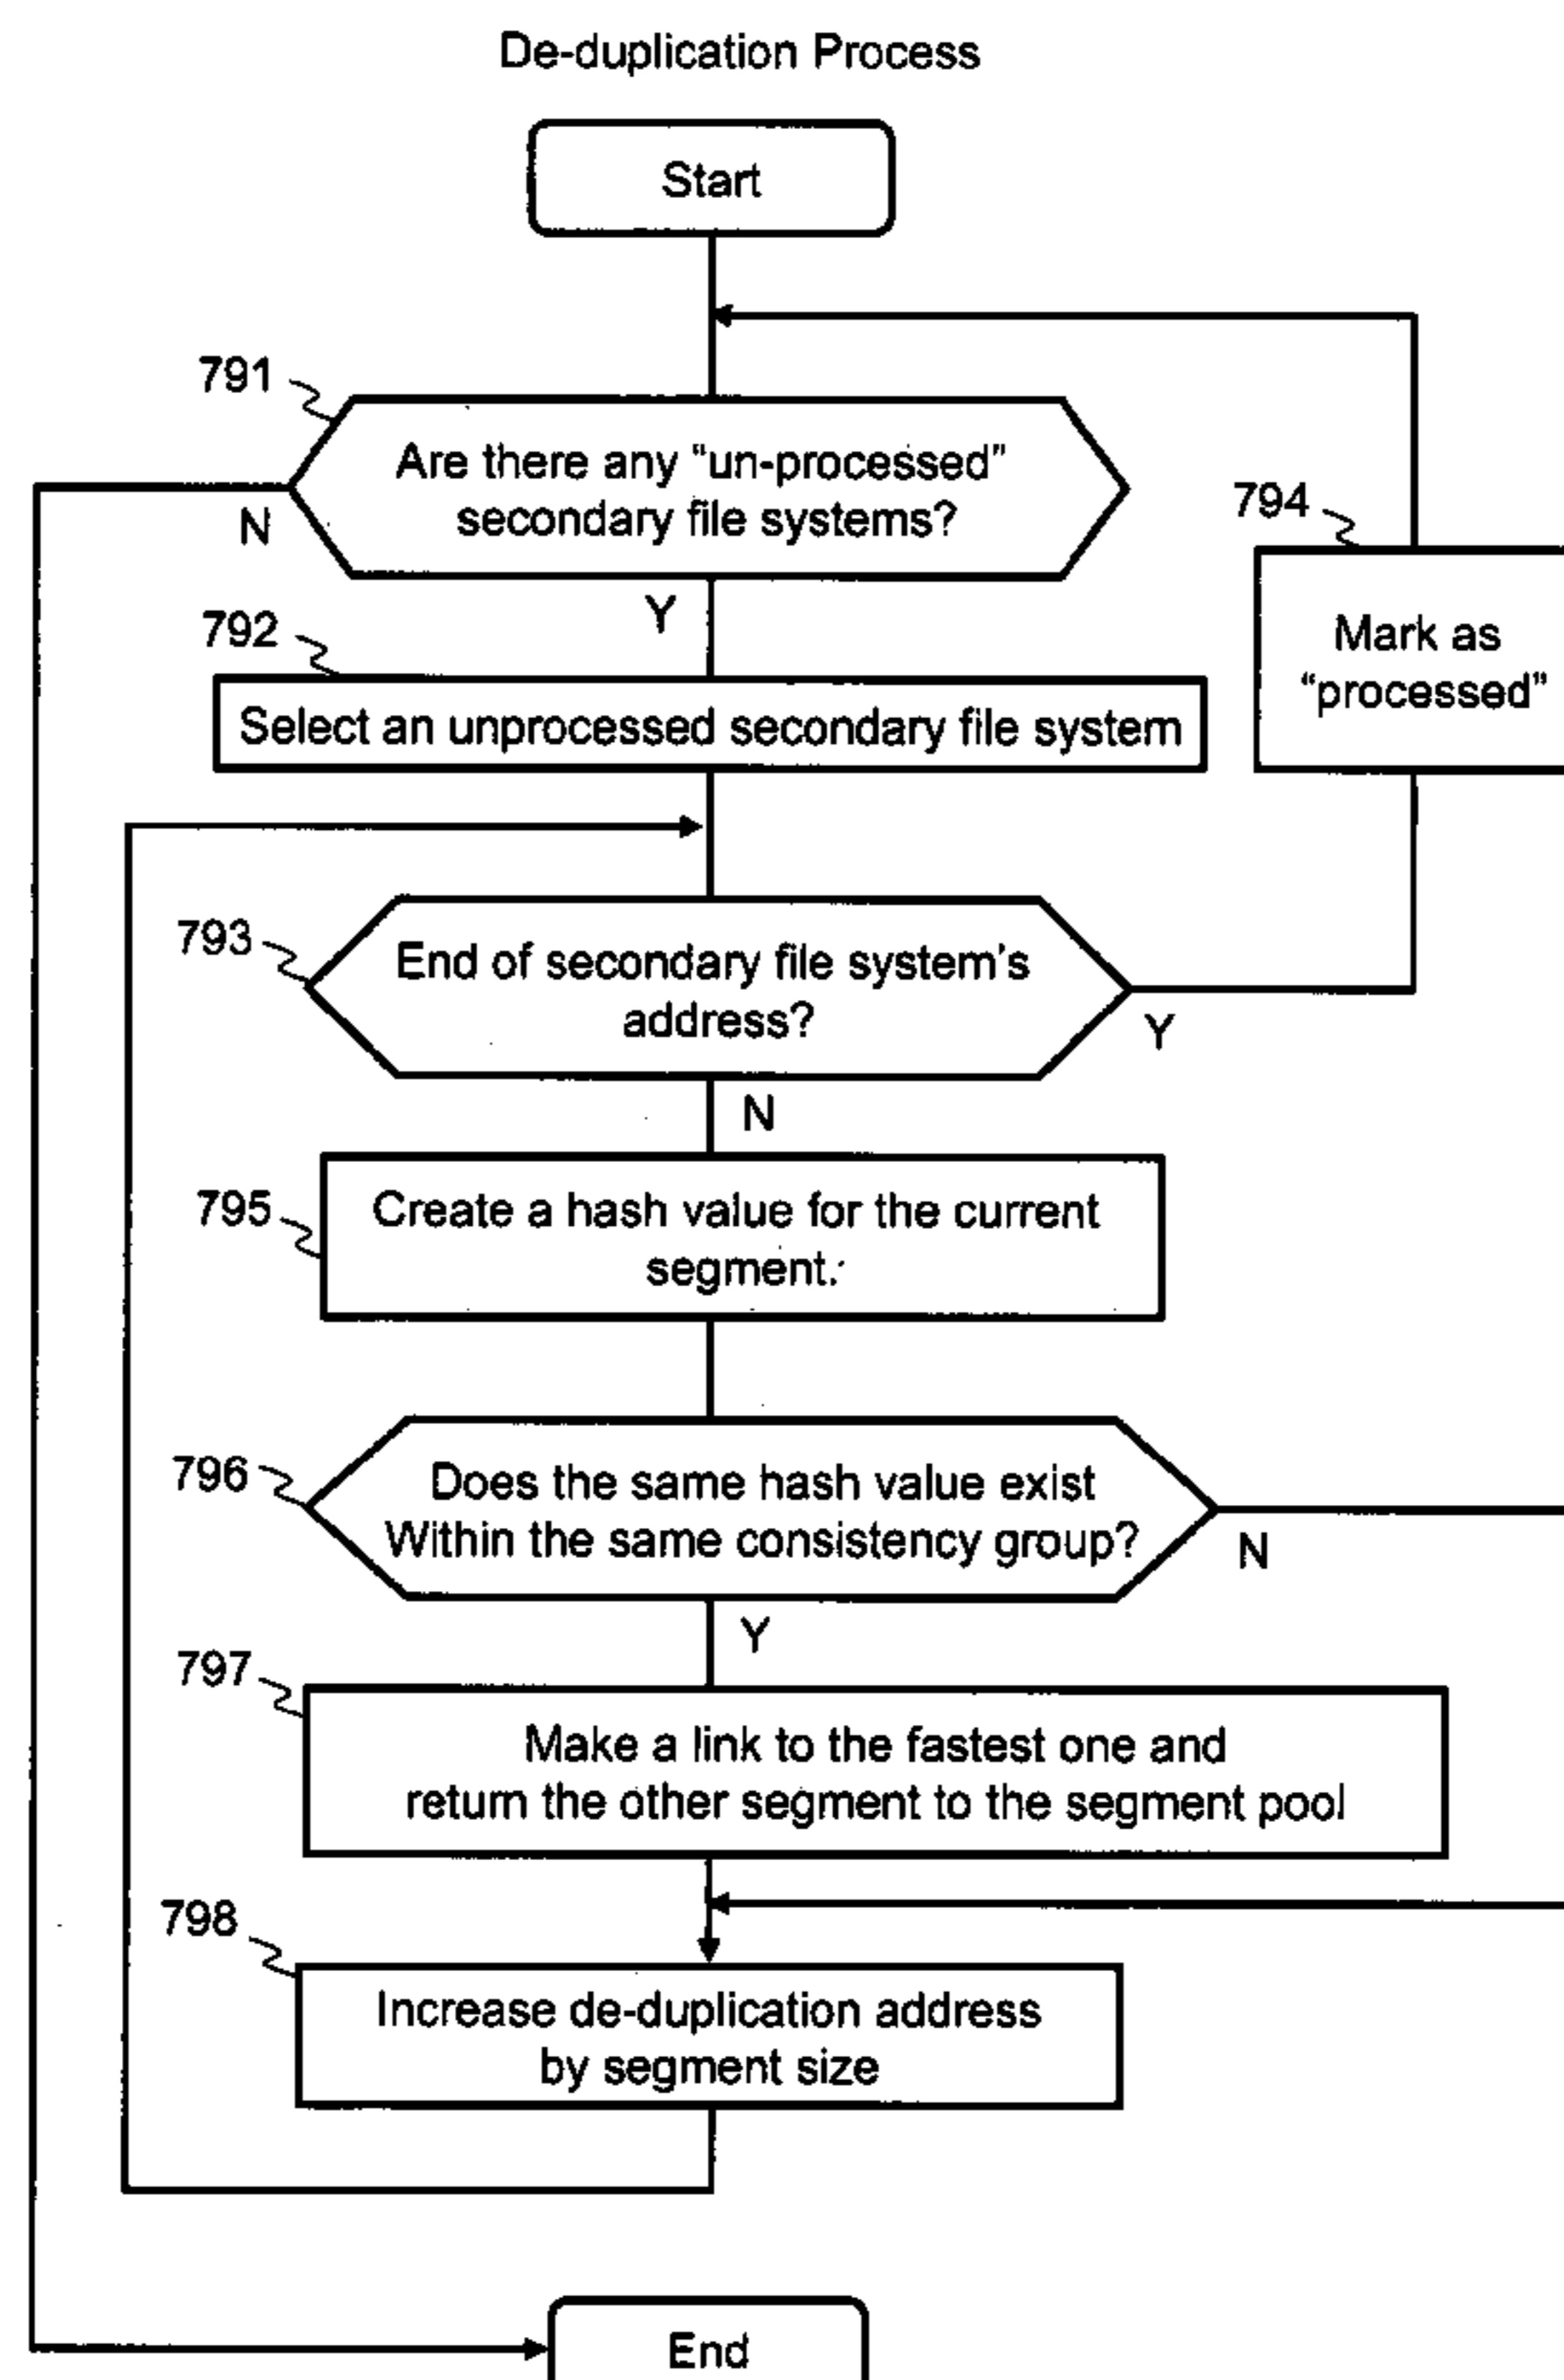 De-duplication Process
Start
791
Are there any "un-processed"
secondary file systems?
N
Y
794
Mark as
"processed"
792
Select an unprocessed secondary file system
793
End of secondary file system's
address?
Y
N
795
Create a hash value for the current
segment.
796
Does the same hash value exist
Within the same consistency group?
N
Y
797
Make a link to the fastest one and
return the other segment to the segment pool
798
Increase de-duplication address
by segment size
End